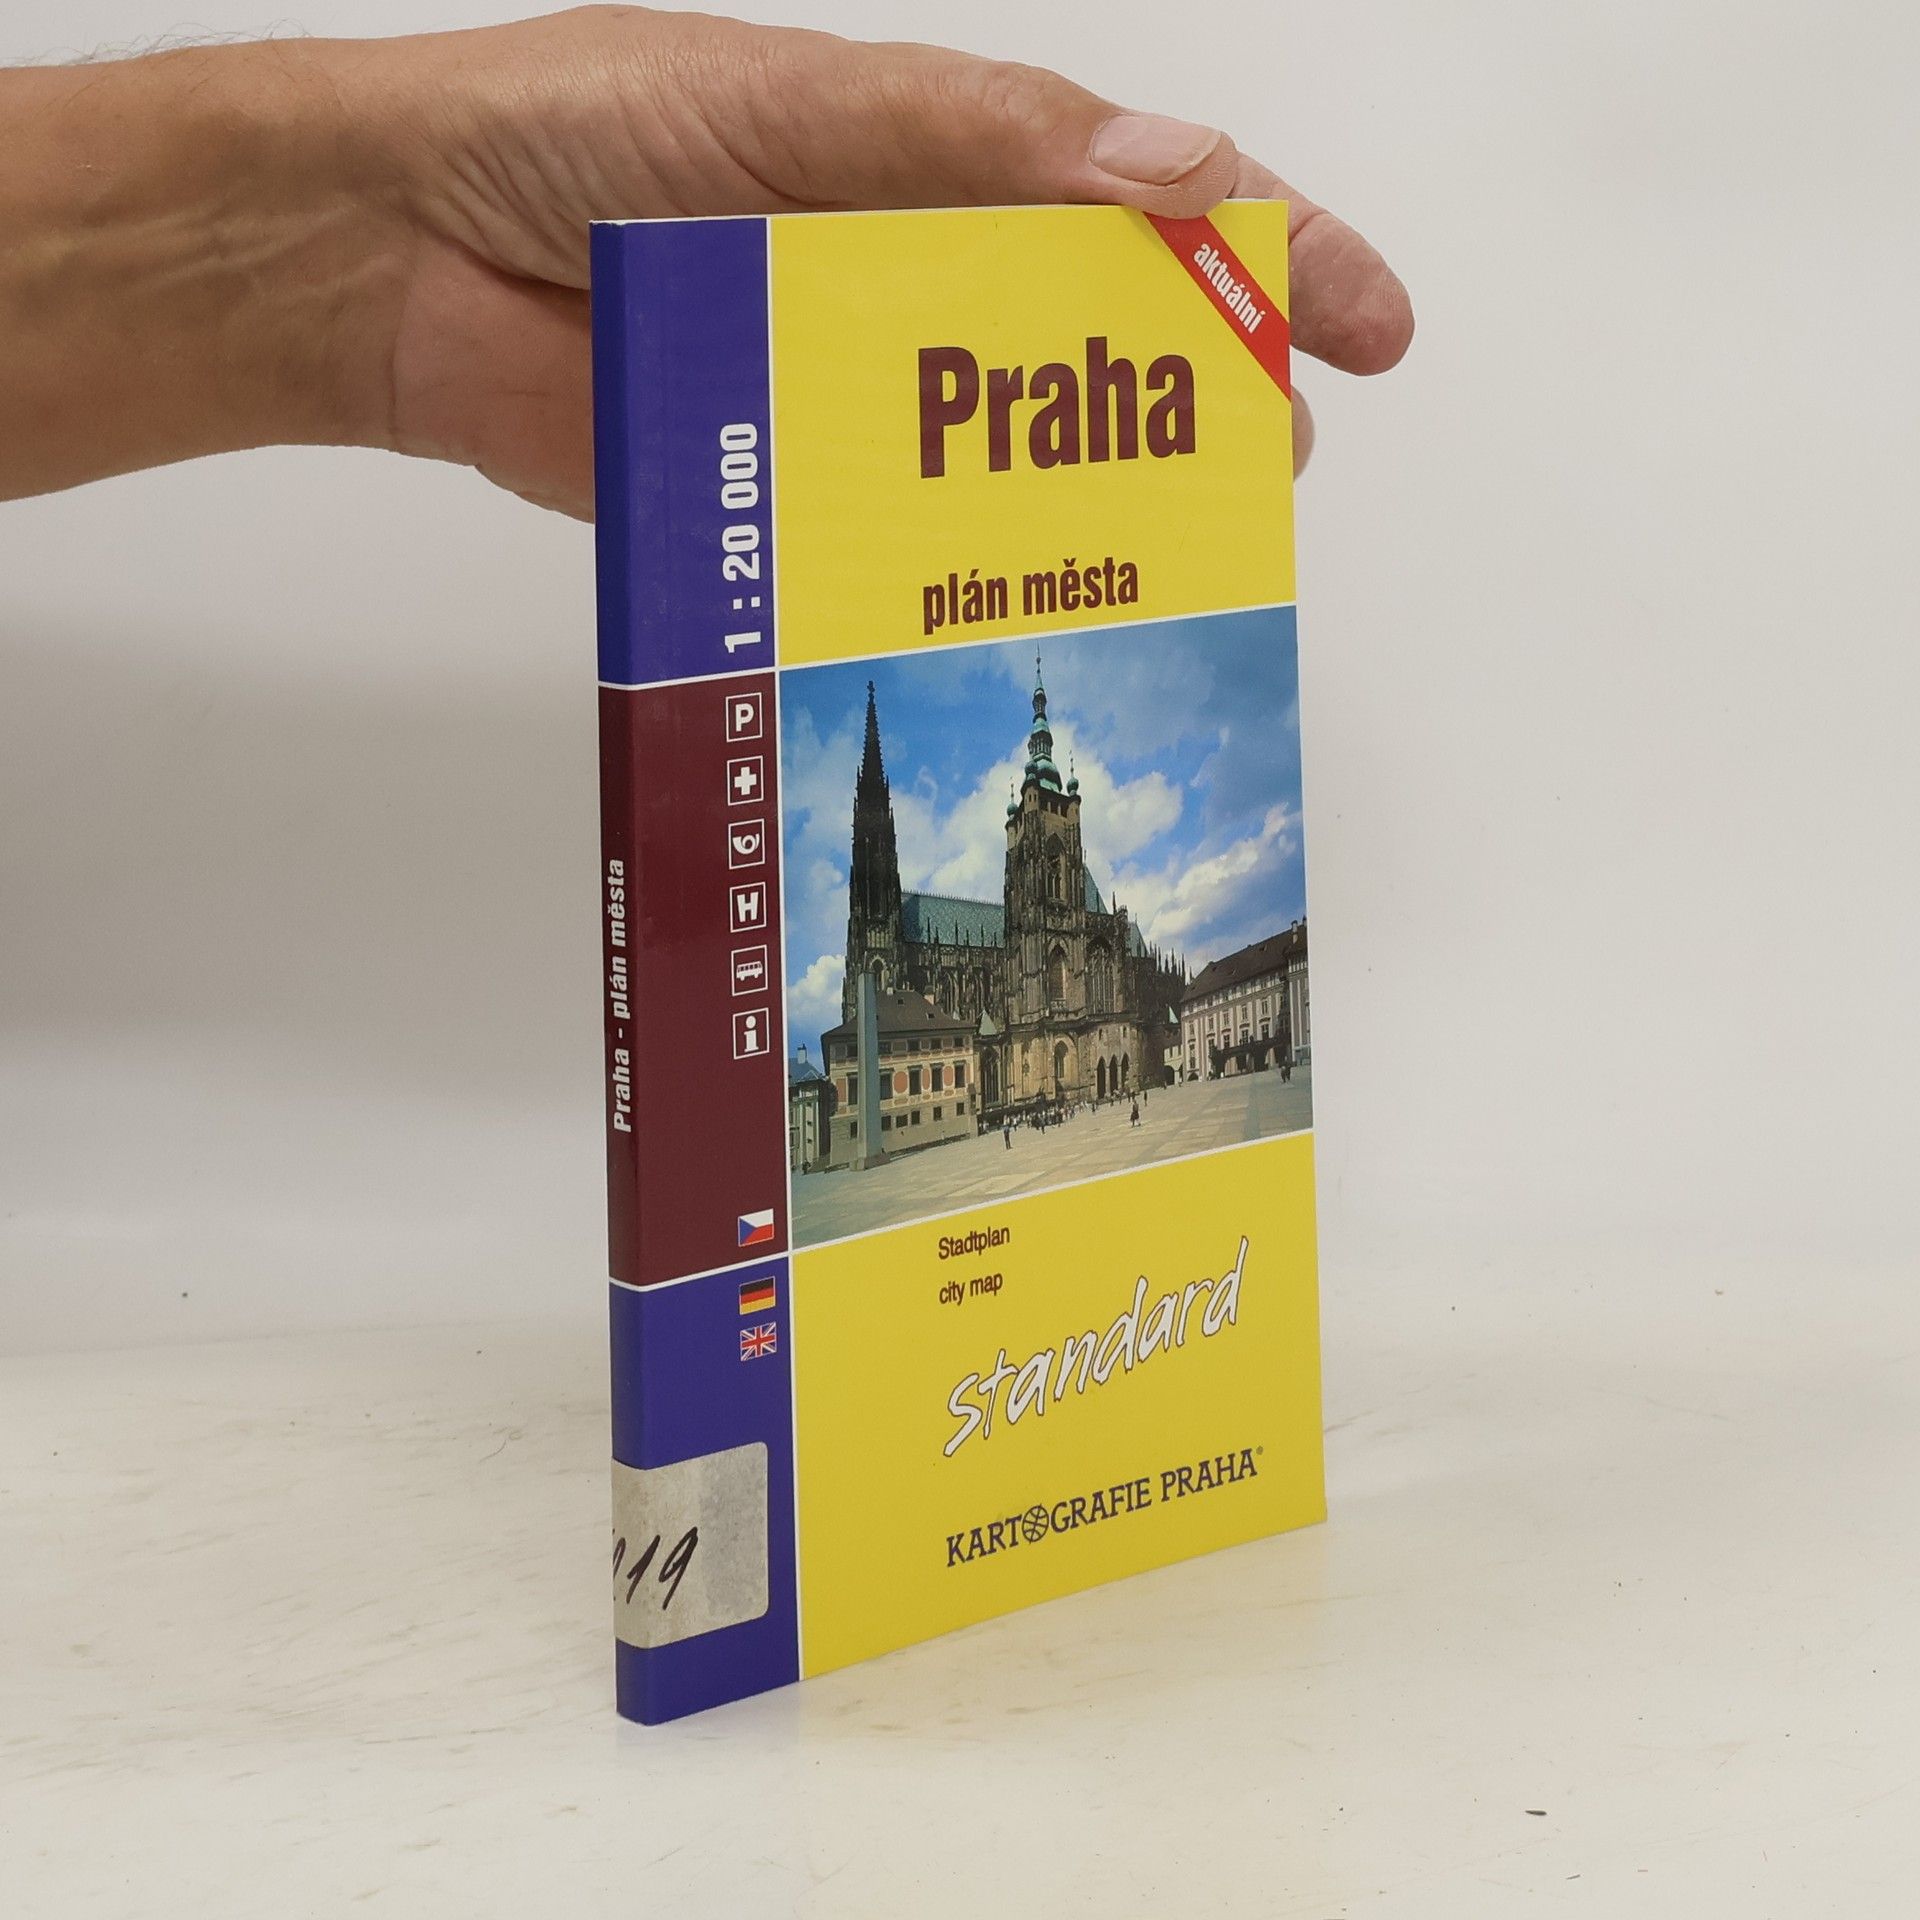 aktuální
Praha
plán města
1 : 20 000
P
H
i
Praha - plán města
Stadtplan
city map
standard
KARTOGRAFIE PRAHA®